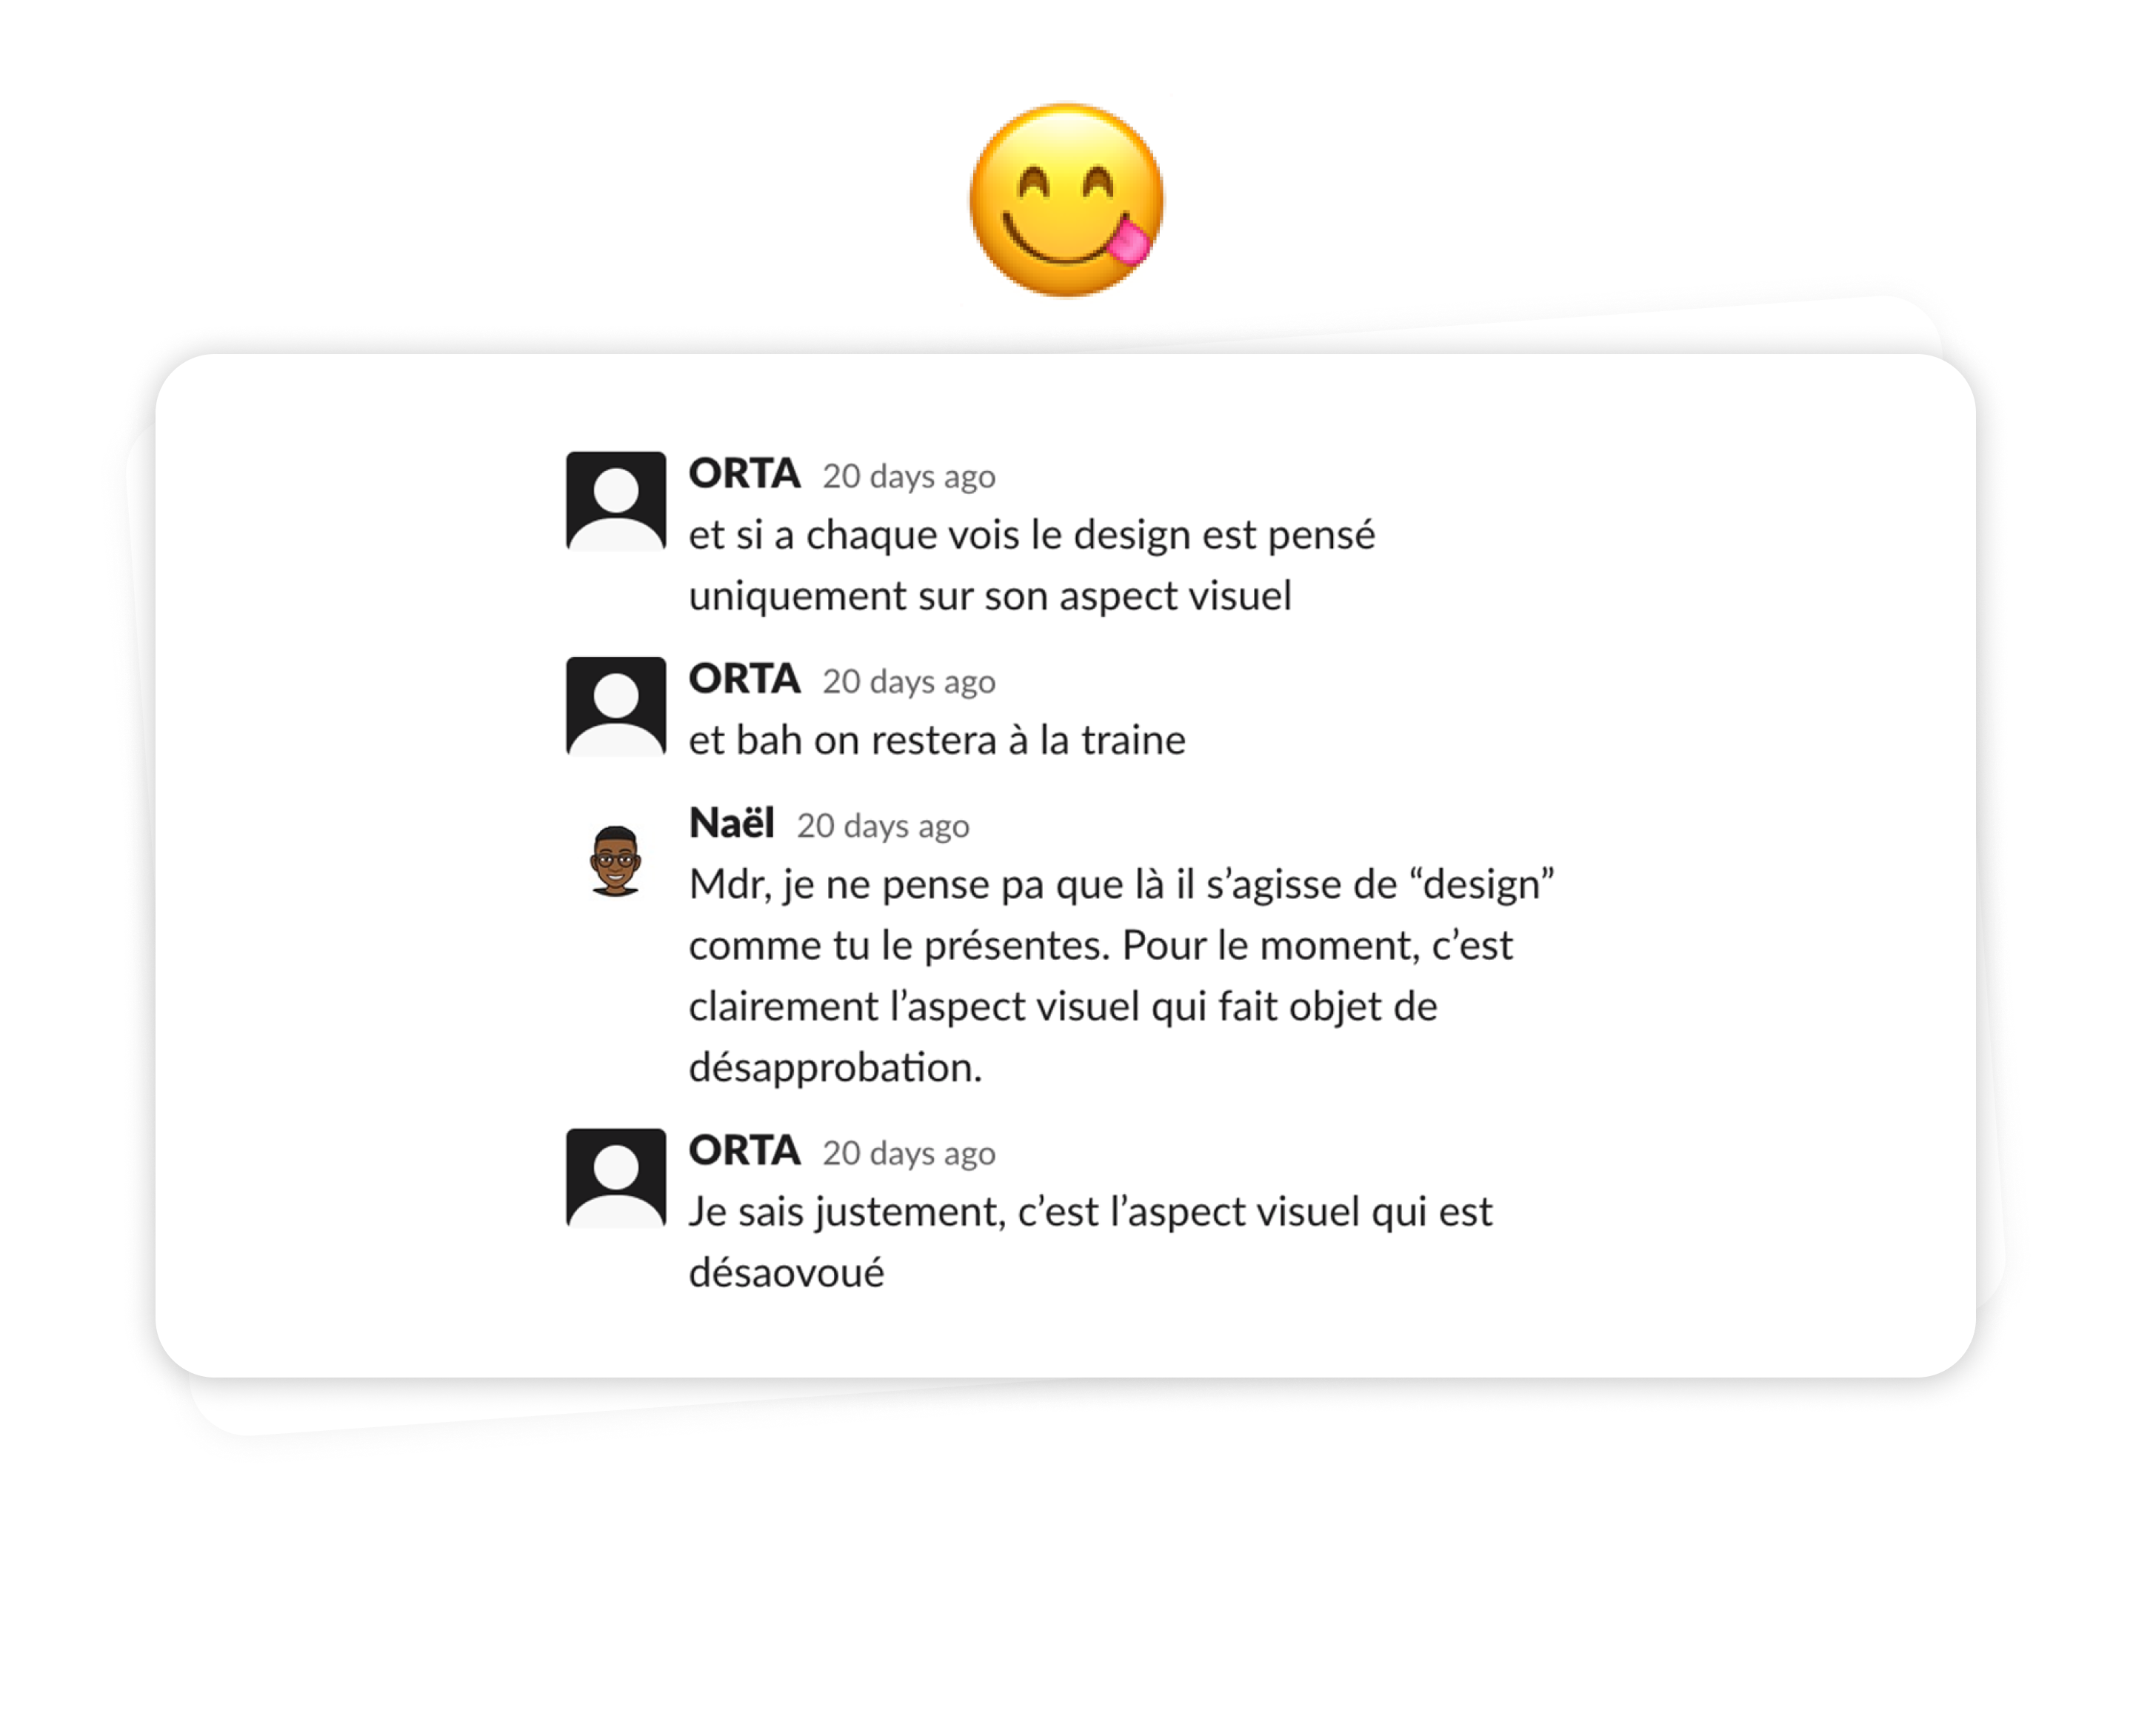 ORTA 20 days ago
et si a chaque vois le design est pensé
uniquement sur son aspect visuel
ORTA 20 days ago
et bah on restera à la traine
Naël 20 days ago
Mdr, je ne pense pa que là il s’agisse de “design”
comme tu le présentes. Pour le moment, c’est
clairement l’aspect visuel qui fait objet de
désapprobation.
ORTA 20 days ago
Je sais justement, c’est l’aspect visuel qui est
désaovoué